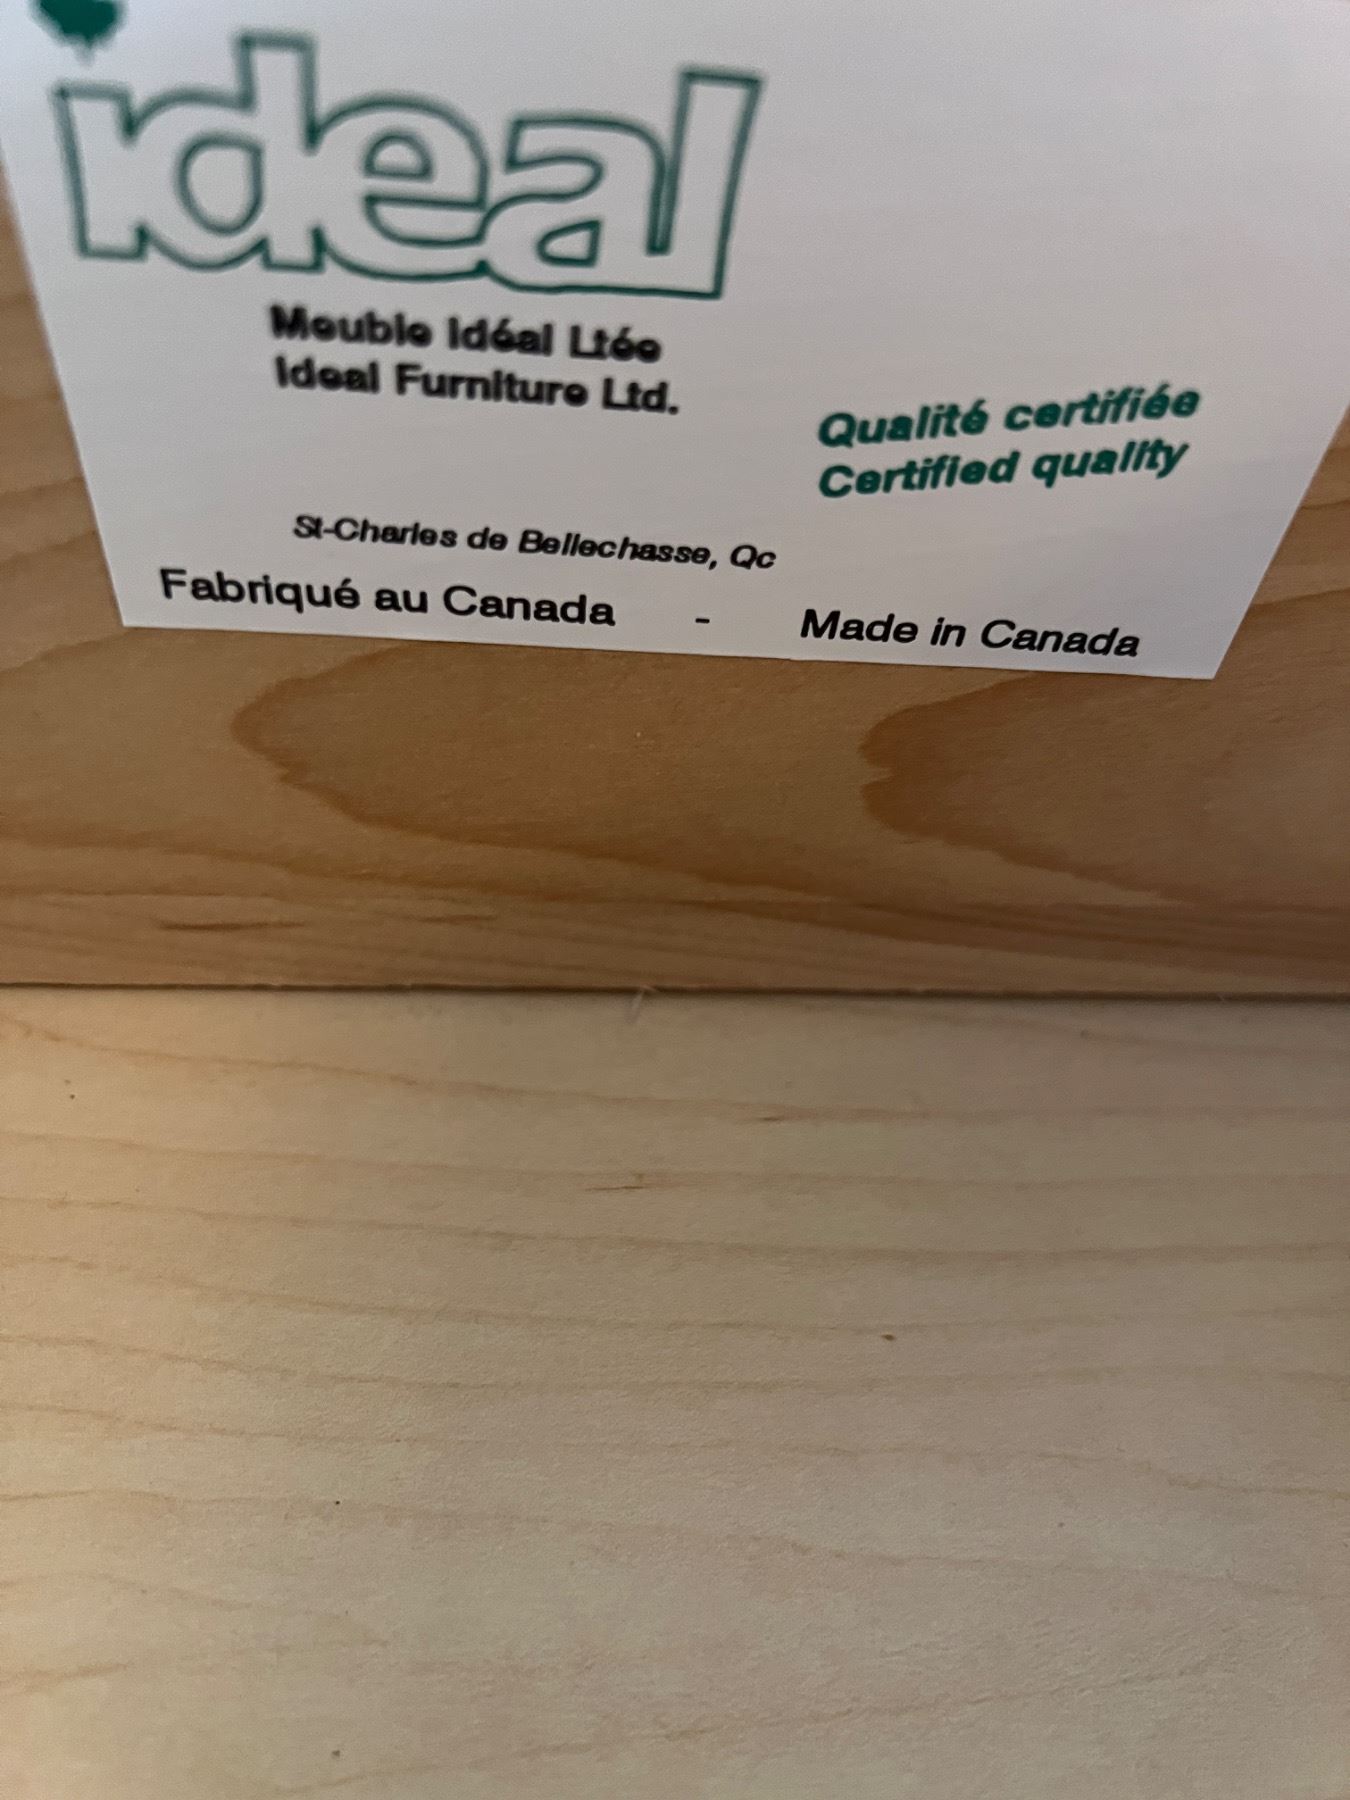 ideal
Meuble Idéal Ltée
Ideal Furniture Ltd.
Qualité certifiée
Certified quality
St-Charles de Bellechasse, Qc
Fabriqué au Canada - Made in Canada